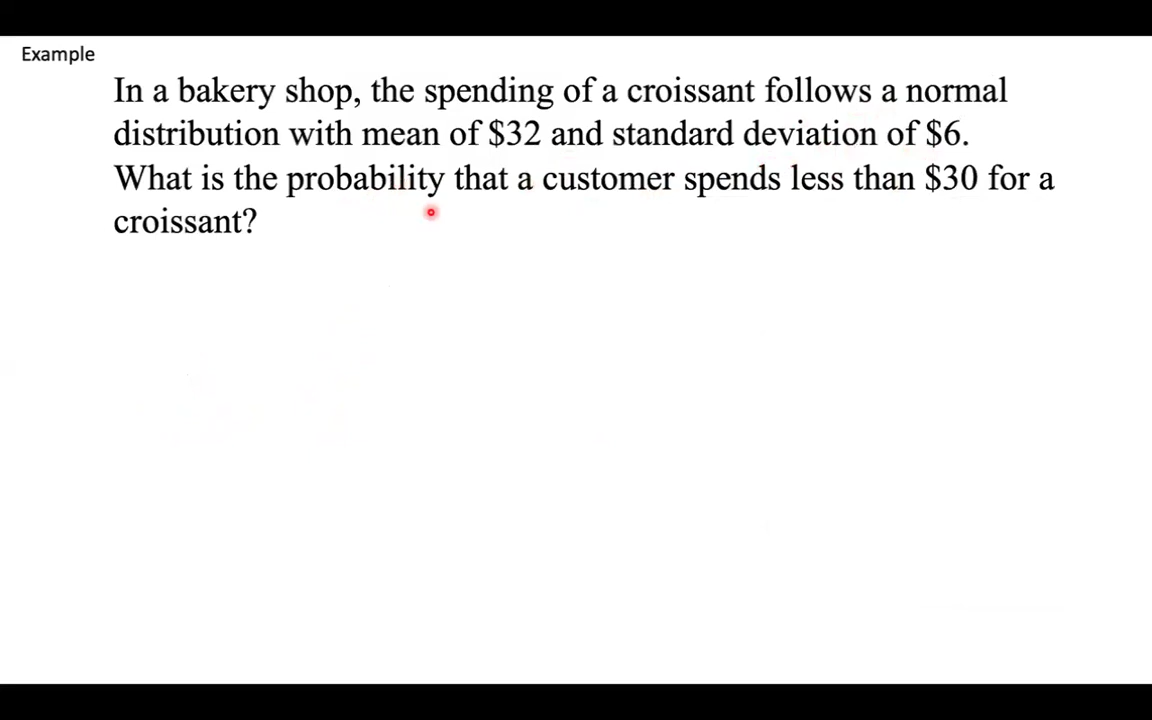 Example
In a bakery shop, the spending of a croissant follows a normal
distribution with mean of $32 and standard deviation of $6.
What is the probability that a customer spends less than $30 for a
croissant?